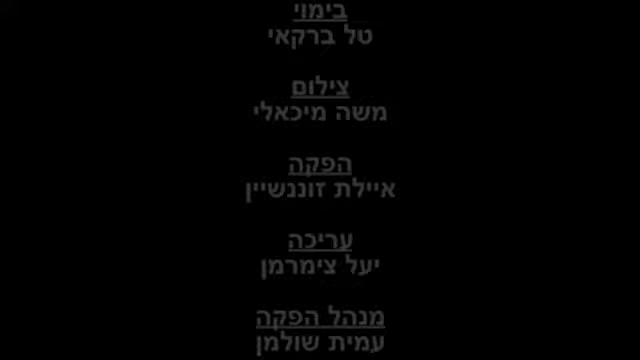 בימוי
טל ברקאי
צילום
משה מיכאלי
הפקה
איילת זוננשיין
עריכה
יעל צימרמן
מנהל הפקה
עמית שולמן